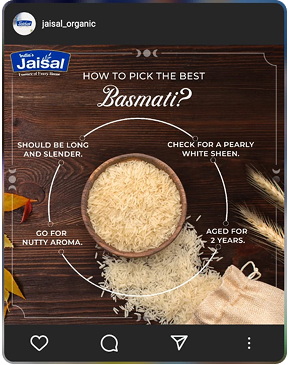 jaisal_organic
India's
Jaisal
Essence of Every Home
HOW TO PICK THE BEST
Basmati?
SHOULD BE LONG
AND SLENDER.
CHECK FOR A PEARLY
WHITE SHEEN.
GO FOR
NUTTY AROMA.
AGED FOR
2 YEARS.